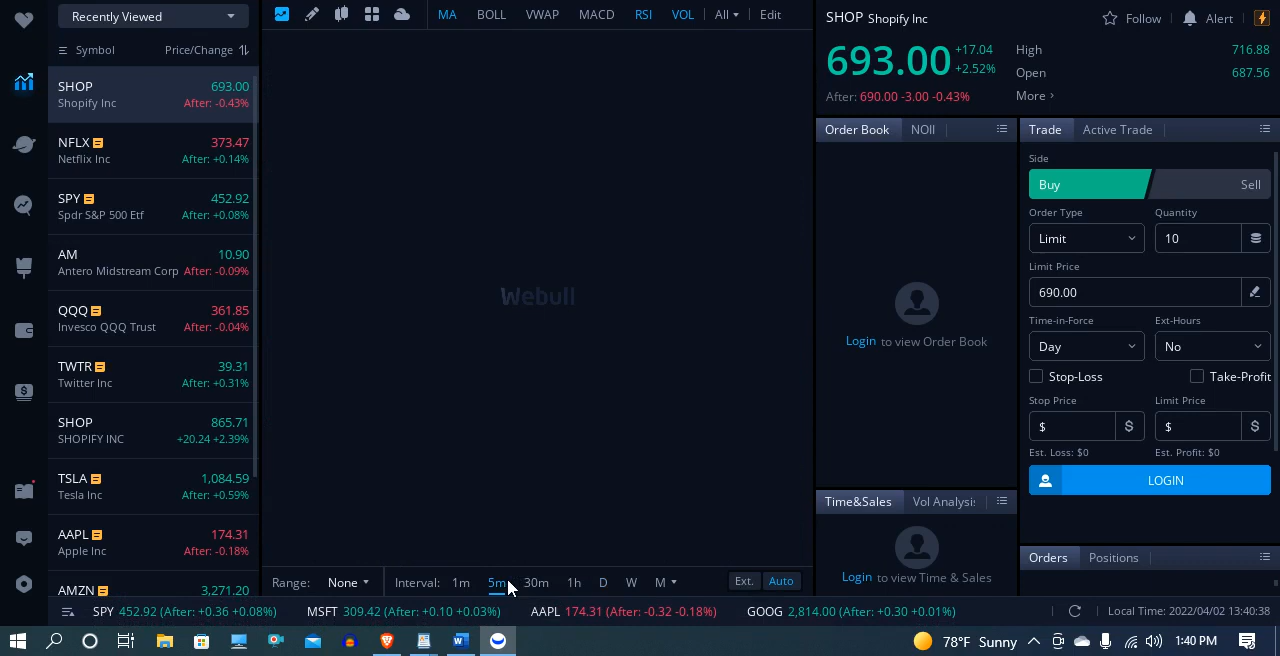 Recently Viewed
Symbol Price/Change
SHOP 693.00
Shopify Inc After: -0.43%
NFLX 373.47
Netflix Inc After: +0.14%
SPY 452.92
Spdr S&P 500 Etf After: +0.08%
AM 10.90
Antero Midstream Corp After: -0.09%
QQQ 361.85
Invesco QQQ Trust After: -0.04%
TWTR 39.31
Twitter Inc After: +0.31%
SHOP 865.71
SHOPIFY INC +20.24 +2.39%
TSLA 1,084.59
Tesla Inc After: +0.59%
AAPL 174.31
Apple Inc After: -0.18%
AMZN 3,271.20
MA BOLL VWAP MACD RSI VOL All Edit
Webull
Range: None Interval: 1m 5m 30m 1h D W M Ext. Auto
SHOP Shopify Inc Follow Alert
693.00 +17.04 +2.52%
After: 690.00 -3.00 -0.43%
High 716.88
Open 687.56
More >
Order Book NOII
Login to view Order Book
Time&Sales Vol Analysis
Login to view Time & Sales
Trade Active Trade
Side
Buy Sell
Order Type Quantity
Limit 10
Limit Price
690.00
Time-in-Force Ext-Hours
Day No
Stop-Loss Take-Profit
Stop Price Limit Price
$ $ $ $
Est. Loss: $0 Est. Profit: $0
LOGIN
Orders Positions
SPY 452.92 (After: +0.36 +0.08%) MSFT 309.42 (After: +0.10 +0.03%) AAPL 174.31 (After: -0.32 -0.18%) GOOG 2,814.00 (After: +0.30 +0.01%) Local Time: 2022/04/02 13:40:38
78°F Sunny 1:40 PM